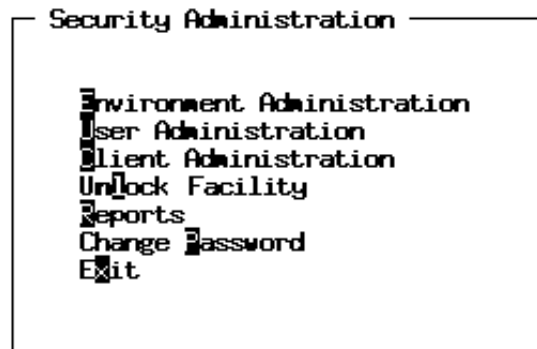 Security Administration
Environment Administration
User Administration
Client Administration
UnLock Facility
Reports
Change Password
Exit